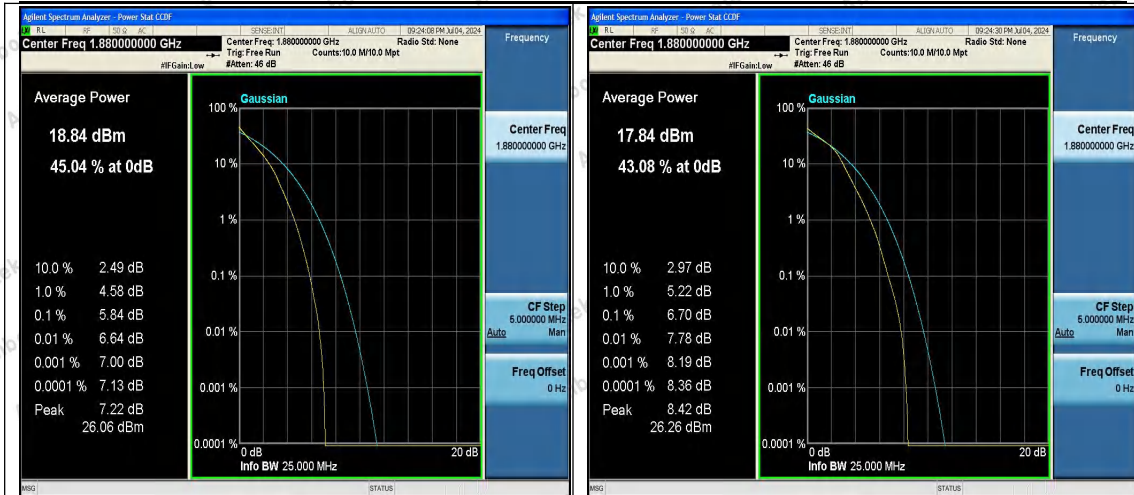 Agilent Spectrum Analyzer - Power Stat CCDF
RL RF 50 Ω AC SENSE:INT ALIGN AUTO 09:24:08 PM Jul 04, 2024
Center Freq 1.880000000 GHz
Center Freq: 1.880000000 GHz Radio Std: None
Trig: Free Run Counts:10.0 M/10.0 Mpt
#IFGain:Low #Atten: 46 dB
Frequency
Average Power
18.84 dBm
45.04 % at 0dB
10.0 % 2.49 dB
1.0 % 4.58 dB
0.1 % 5.84 dB
0.01 % 6.64 dB
0.001 % 7.00 dB
0.0001 % 7.13 dB
Peak 7.22 dB
26.06 dBm
Gaussian
100 %
10 %
1 %
0.1 %
0.01 %
0.001 %
0.0001 %
0 dB 20 dB
Info BW 25.000 MHz
Center Freq
1.880000000 GHz
CF Step
5.000000 MHz
Auto Man
Freq Offset
0 Hz
MSG STATUS
Agilent Spectrum Analyzer - Power Stat CCDF
RL RF 50 Ω AC SENSE:INT ALIGN AUTO 09:24:30 PM Jul 04, 2024
Center Freq 1.880000000 GHz
Center Freq: 1.880000000 GHz Radio Std: None
Trig: Free Run Counts:10.0 M/10.0 Mpt
#IFGain:Low #Atten: 46 dB
Frequency
Average Power
17.84 dBm
43.08 % at 0dB
10.0 % 2.97 dB
1.0 % 5.22 dB
0.1 % 6.70 dB
0.01 % 7.78 dB
0.001 % 8.19 dB
0.0001 % 8.36 dB
Peak 8.42 dB
26.26 dBm
Gaussian
100 %
10 %
1 %
0.1 %
0.01 %
0.001 %
0.0001 %
0 dB 20 dB
Info BW 25.000 MHz
Center Freq
1.880000000 GHz
CF Step
5.000000 MHz
Auto Man
Freq Offset
0 Hz
MSG STATUS